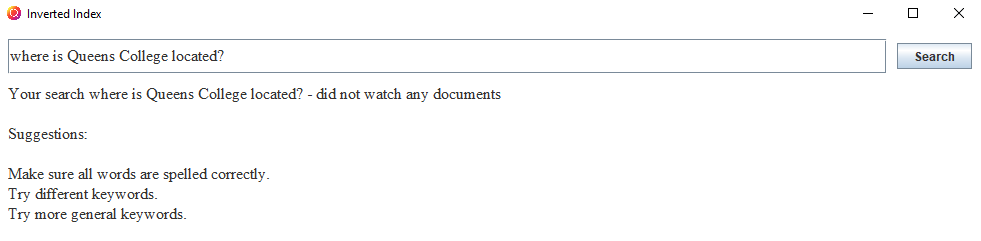 Inverted Index
where is Queens College located?
Search
Your search where is Queens College located? - did not watch any documents
Suggestions:
Make sure all words are spelled correctly.
Try different keywords.
Try more general keywords.